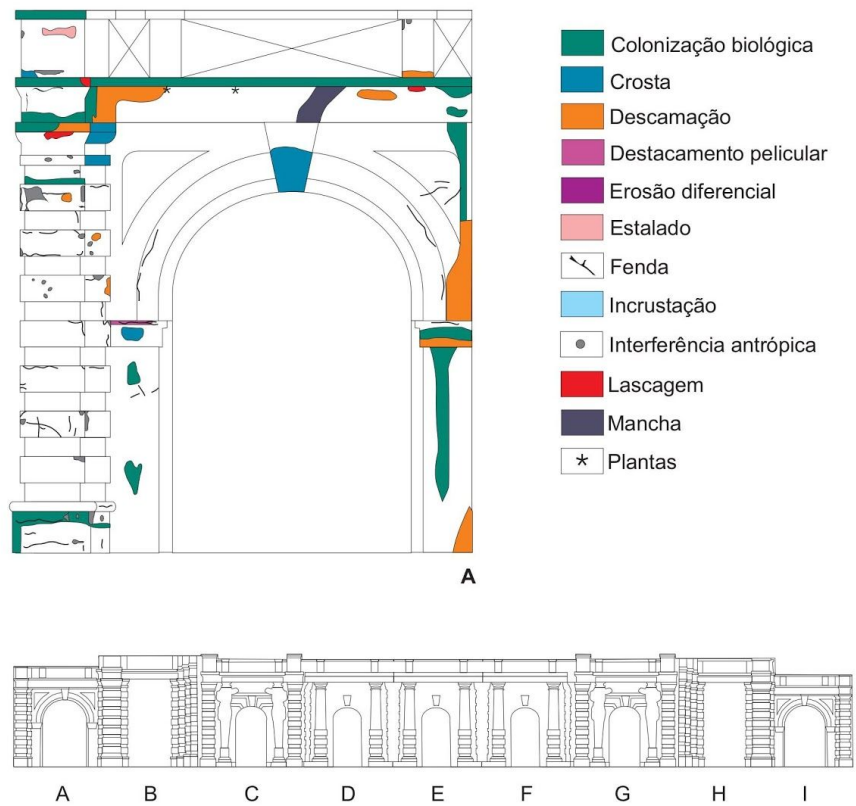 Colonização biológica
Crosta
Descamação
Destacamento pelicular
Erosão diferencial
Estalado
Fenda
Incrustação
Interferência antrópica
Lascagem
Mancha
* Plantas
A
A B C D E F G H I